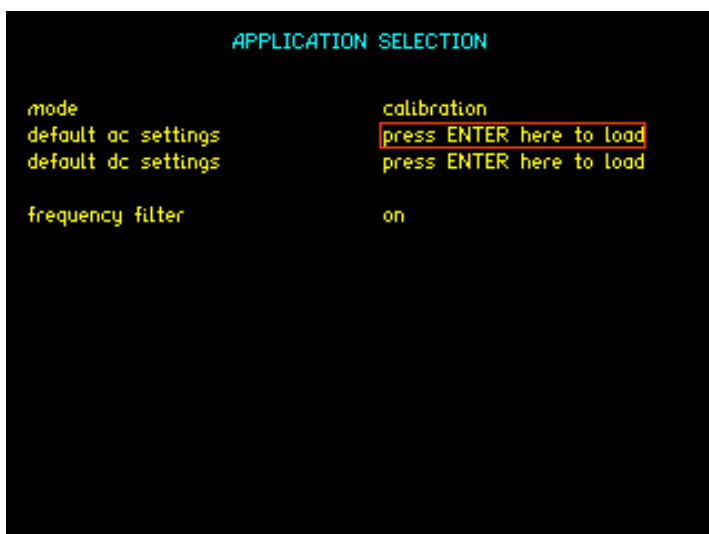 APPLICATION SELECTION
mode calibration
default ac settings press ENTER here to load
default dc settings press ENTER here to load
frequency filter on